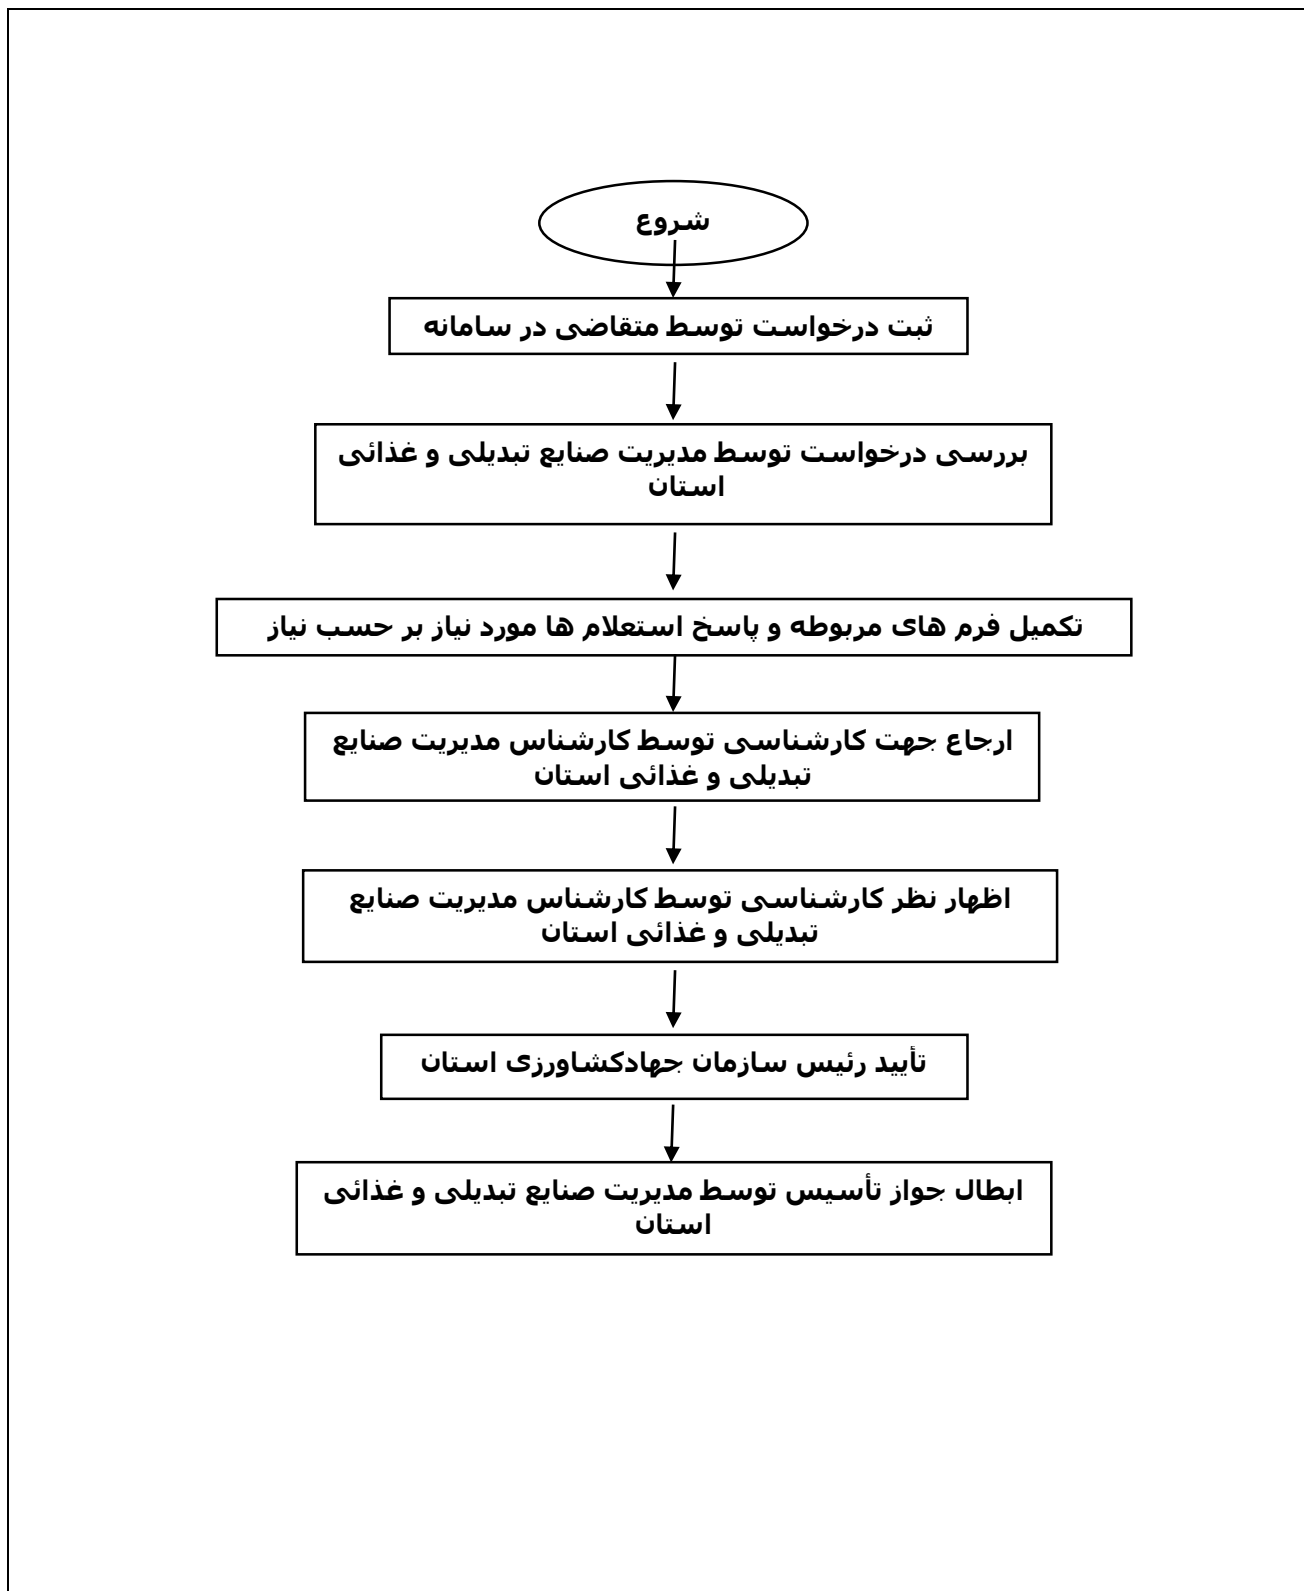 شروع
ثبت درخواست توسط متقاضی در سامانه
بررسی درخواست توسط مدیریت صنایع تبدیلی و غذائی
استان
تکمیل فرم های مربوطه و پاسخ استعلام ها مورد نیاز بر حسب نیاز
ارجاع جهت کارشناسی توسط کارشناس مدیریت صنایع
تبدیلی و غذائی استان
اظهار نظر کارشناسی توسط کارشناس مدیریت صنایع
تبدیلی و غذائی استان
تأیید رئیس سازمان جهادکشاورزی استان
ابطال جواز تأسیس توسط مدیریت صنایع تبدیلی و غذائی
استان